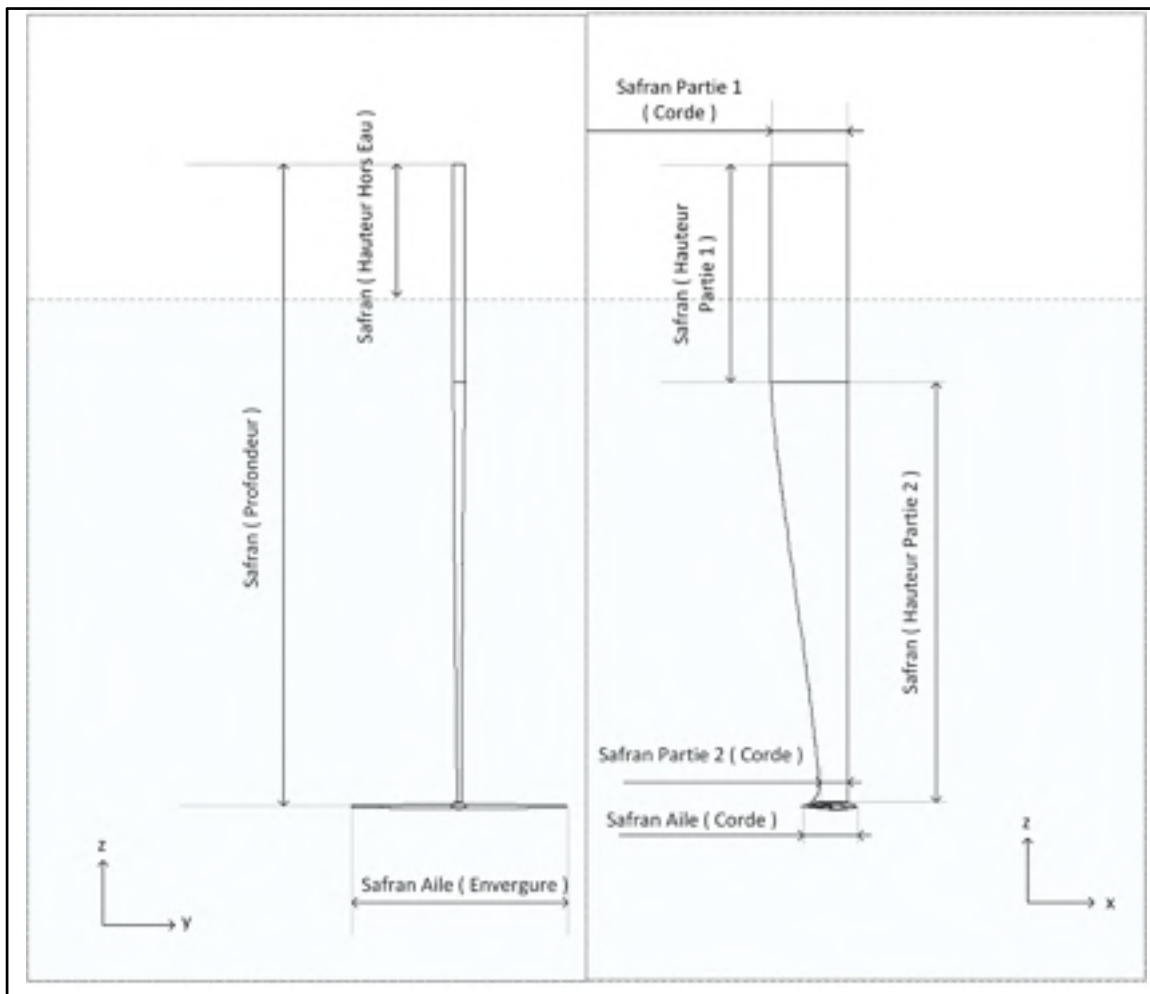 Safran ( Profondeur )
Safran ( Hauteur Hors Eau )
Safran Aile ( Envergure )
z
y
Safran Partie 1
( Corde )
Safran ( Hauteur
Partie 1 )
Safran ( Hauteur Partie 2 )
Safran Partie 2 ( Corde )
Safran Aile ( Corde )
z
x